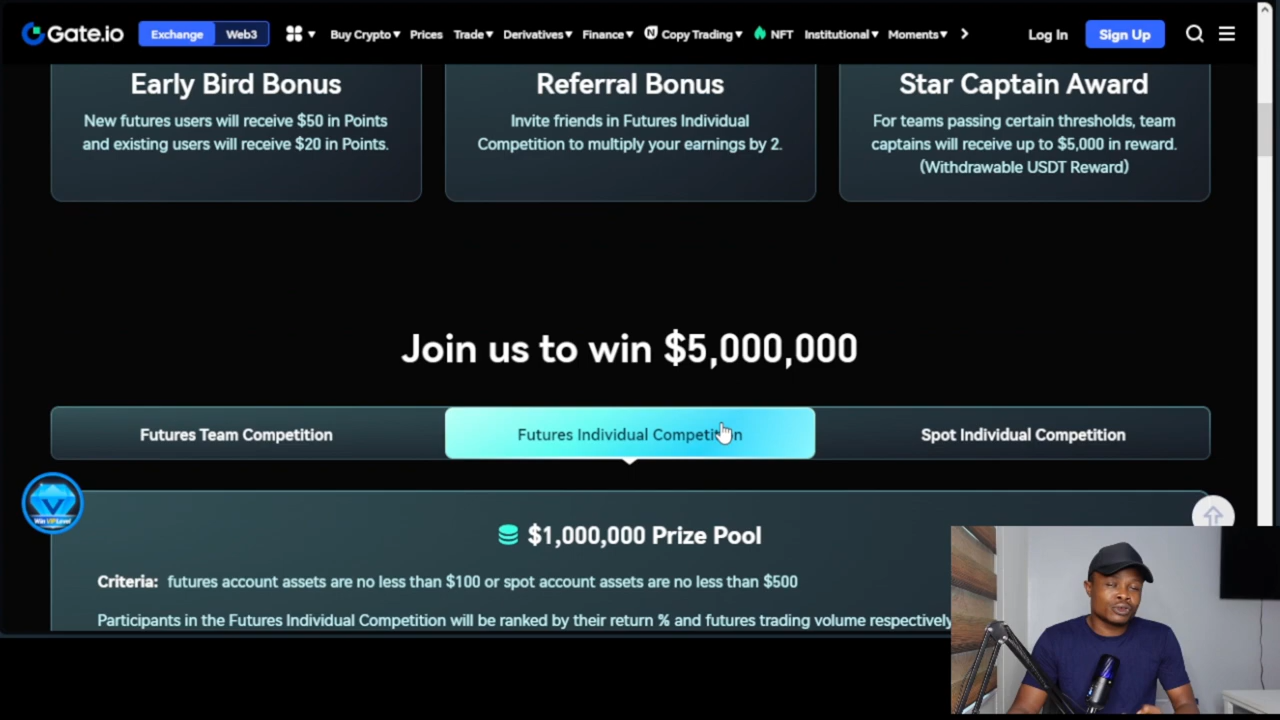 Gate.io Exchange Web3 Buy Crypto Prices Trade Derivatives Finance Copy Trading NFT Institutional Moments Log In Sign Up
Early Bird Bonus
New futures users will receive $50 in Points
and existing users will receive $20 in Points.
Referral Bonus
Invite friends in Futures Individual
Competition to multiply your earnings by 2.
Star Captain Award
For teams passing certain thresholds, team
captains will receive up to $5,000 in reward.
(Withdrawable USDT Reward)
Join us to win $5,000,000
Futures Team Competition Futures Individual Competition Spot Individual Competition
Win VIP Level
$1,000,000 Prize Pool
Criteria: futures account assets are no less than $100 or spot account assets are no less than $500
Participants in the Futures Individual Competition will be ranked by their return % and futures trading volume respectively